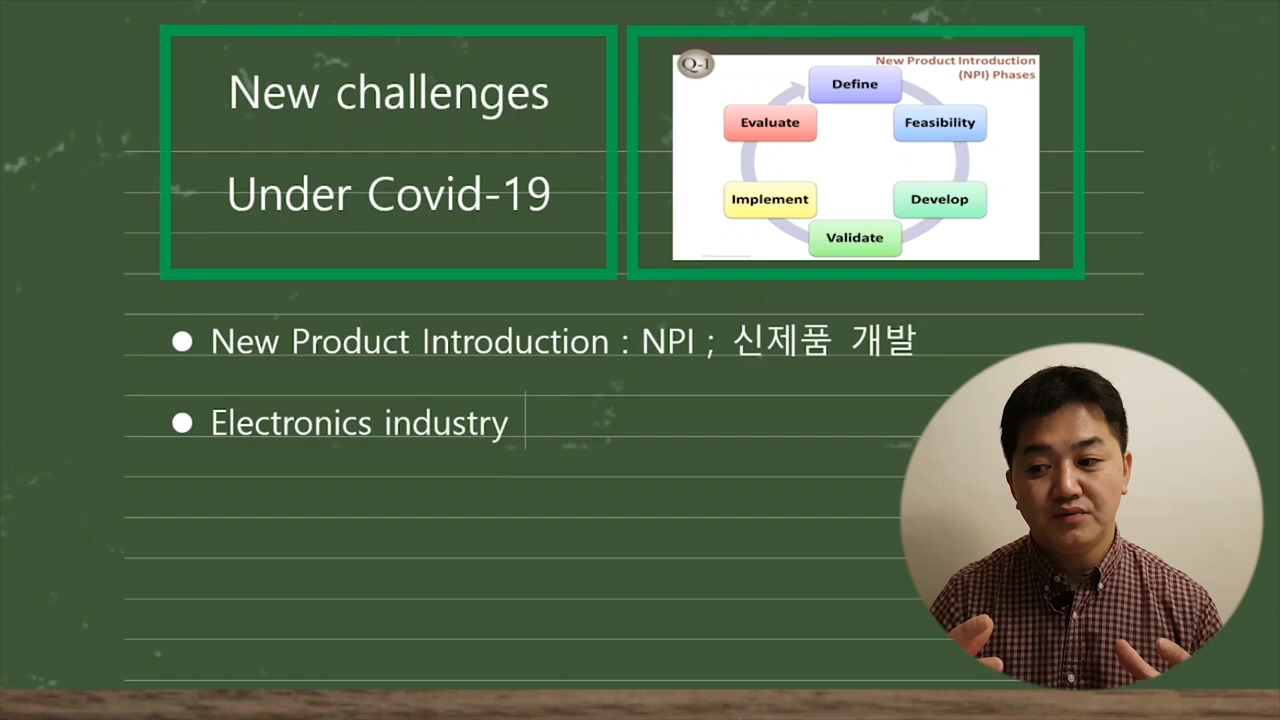 New challenges
Under Covid-19
Q-1
New Product Introduction
(NPI) Phases
Define
Evaluate
Feasibility
Implement
Develop
Validate
● New Product Introduction : NPI ; 신제품 개발
● Electronics industry